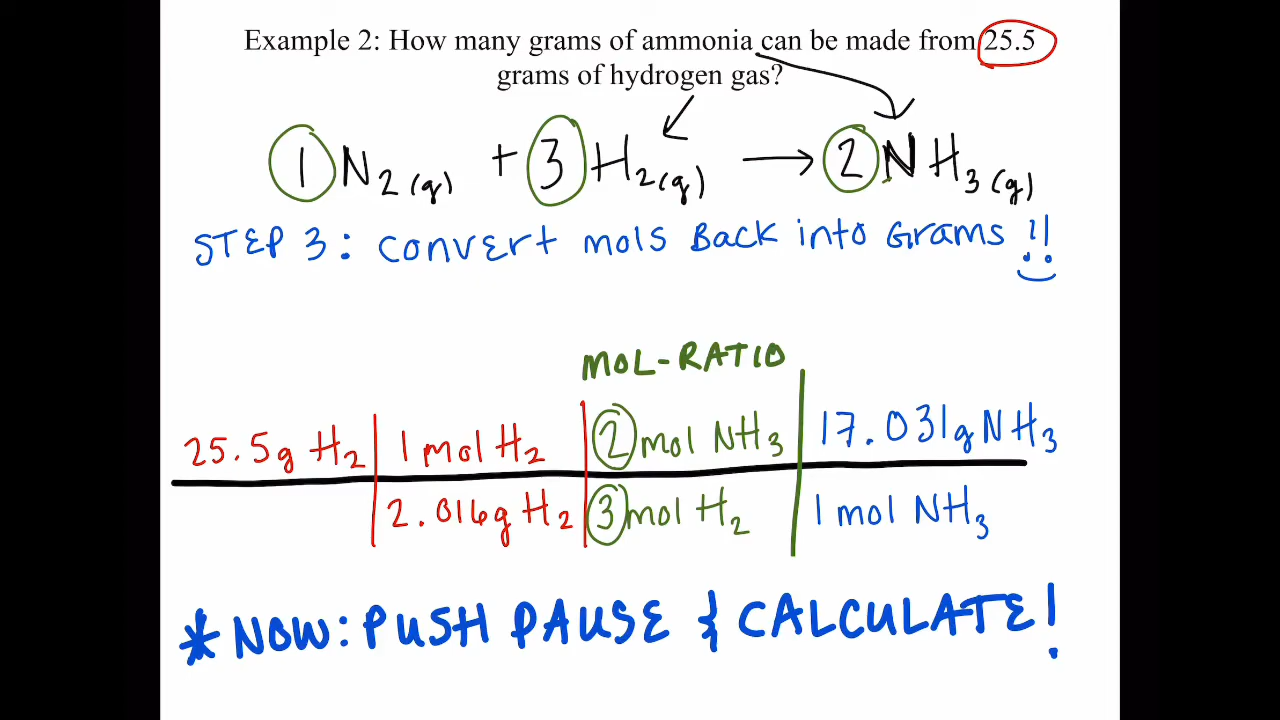 Example 2: How many grams of ammonia can be made from 25.5
grams of hydrogen gas?
1 N2(g) + 3 H2(g) → 2 NH3(g)
STEP 3: Convert mols Back into Grams !!
MOL-RATIO
25.5g H2 | 1 mol H2 | 2 mol NH3 | 17.031g NH3
2.016g H2 | 3 mol H2 | 1 mol NH3
*NOW: PUSH PAUSE & CALCULATE!